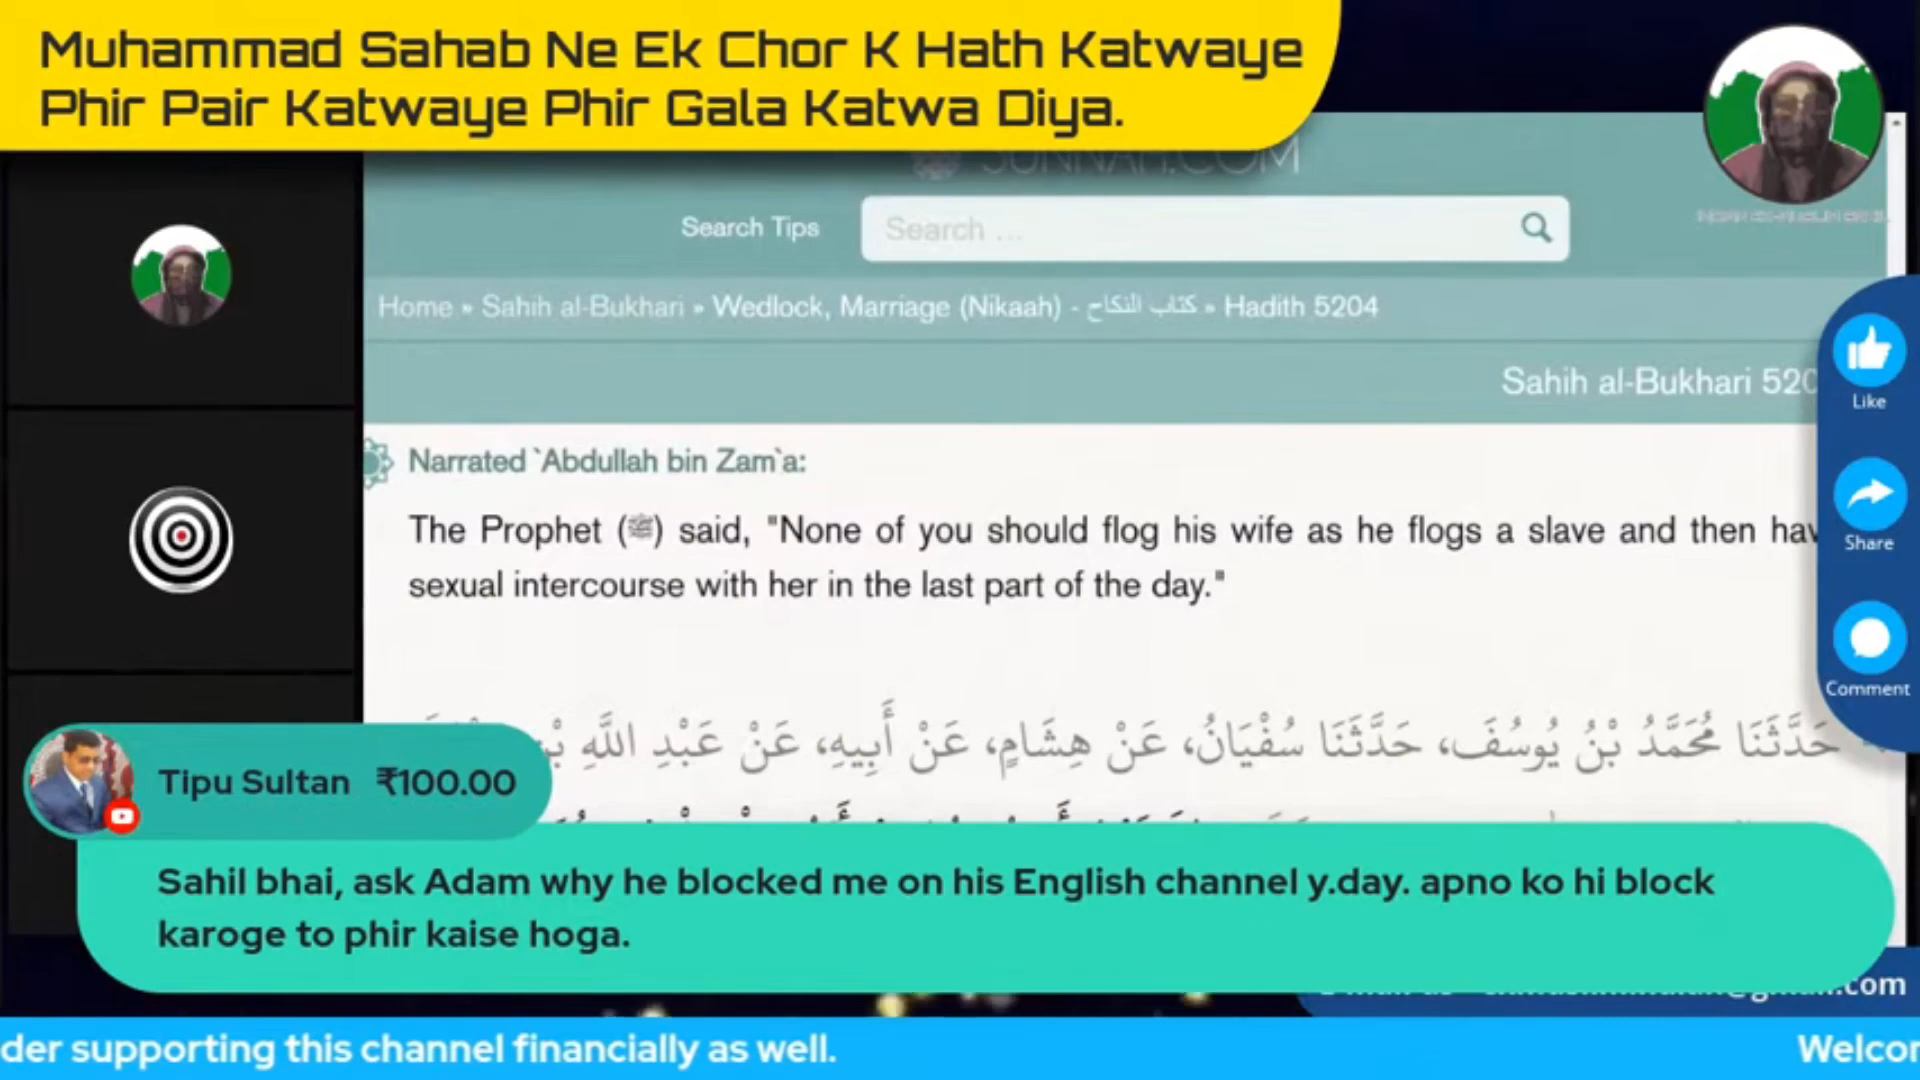 Muhammad Sahab Ne Ek Chor K Hath Katwaye
Phir Pair Katwaye Phir Gala Katwa Diya.
Search Tips
Search ...
Home » Sahih al-Bukhari » Wedlock, Marriage (Nikaah) - كتاب النكاح » Hadith 5204
Sahih al-Bukhari 520
Like
Narrated `Abdullah bin Zam`a:
The Prophet (ﷺ) said, "None of you should flog his wife as he flogs a slave and then hav
sexual intercourse with her in the last part of the day."
Share
Comment
حَدَّثَنَا مُحَمَّدُ بْنُ يُوسُفَ، حَدَّثَنَا سُفْيَانُ، عَنْ هِشَامٍ، عَنْ أَبِيهِ، عَنْ عَبْدِ اللَّهِ
Tipu Sultan ₹100.00
Sahil bhai, ask Adam why he blocked me on his English channel y.day. apno ko hi block
karoge to phir kaise hoga.
der supporting this channel financially as well.
Welcor